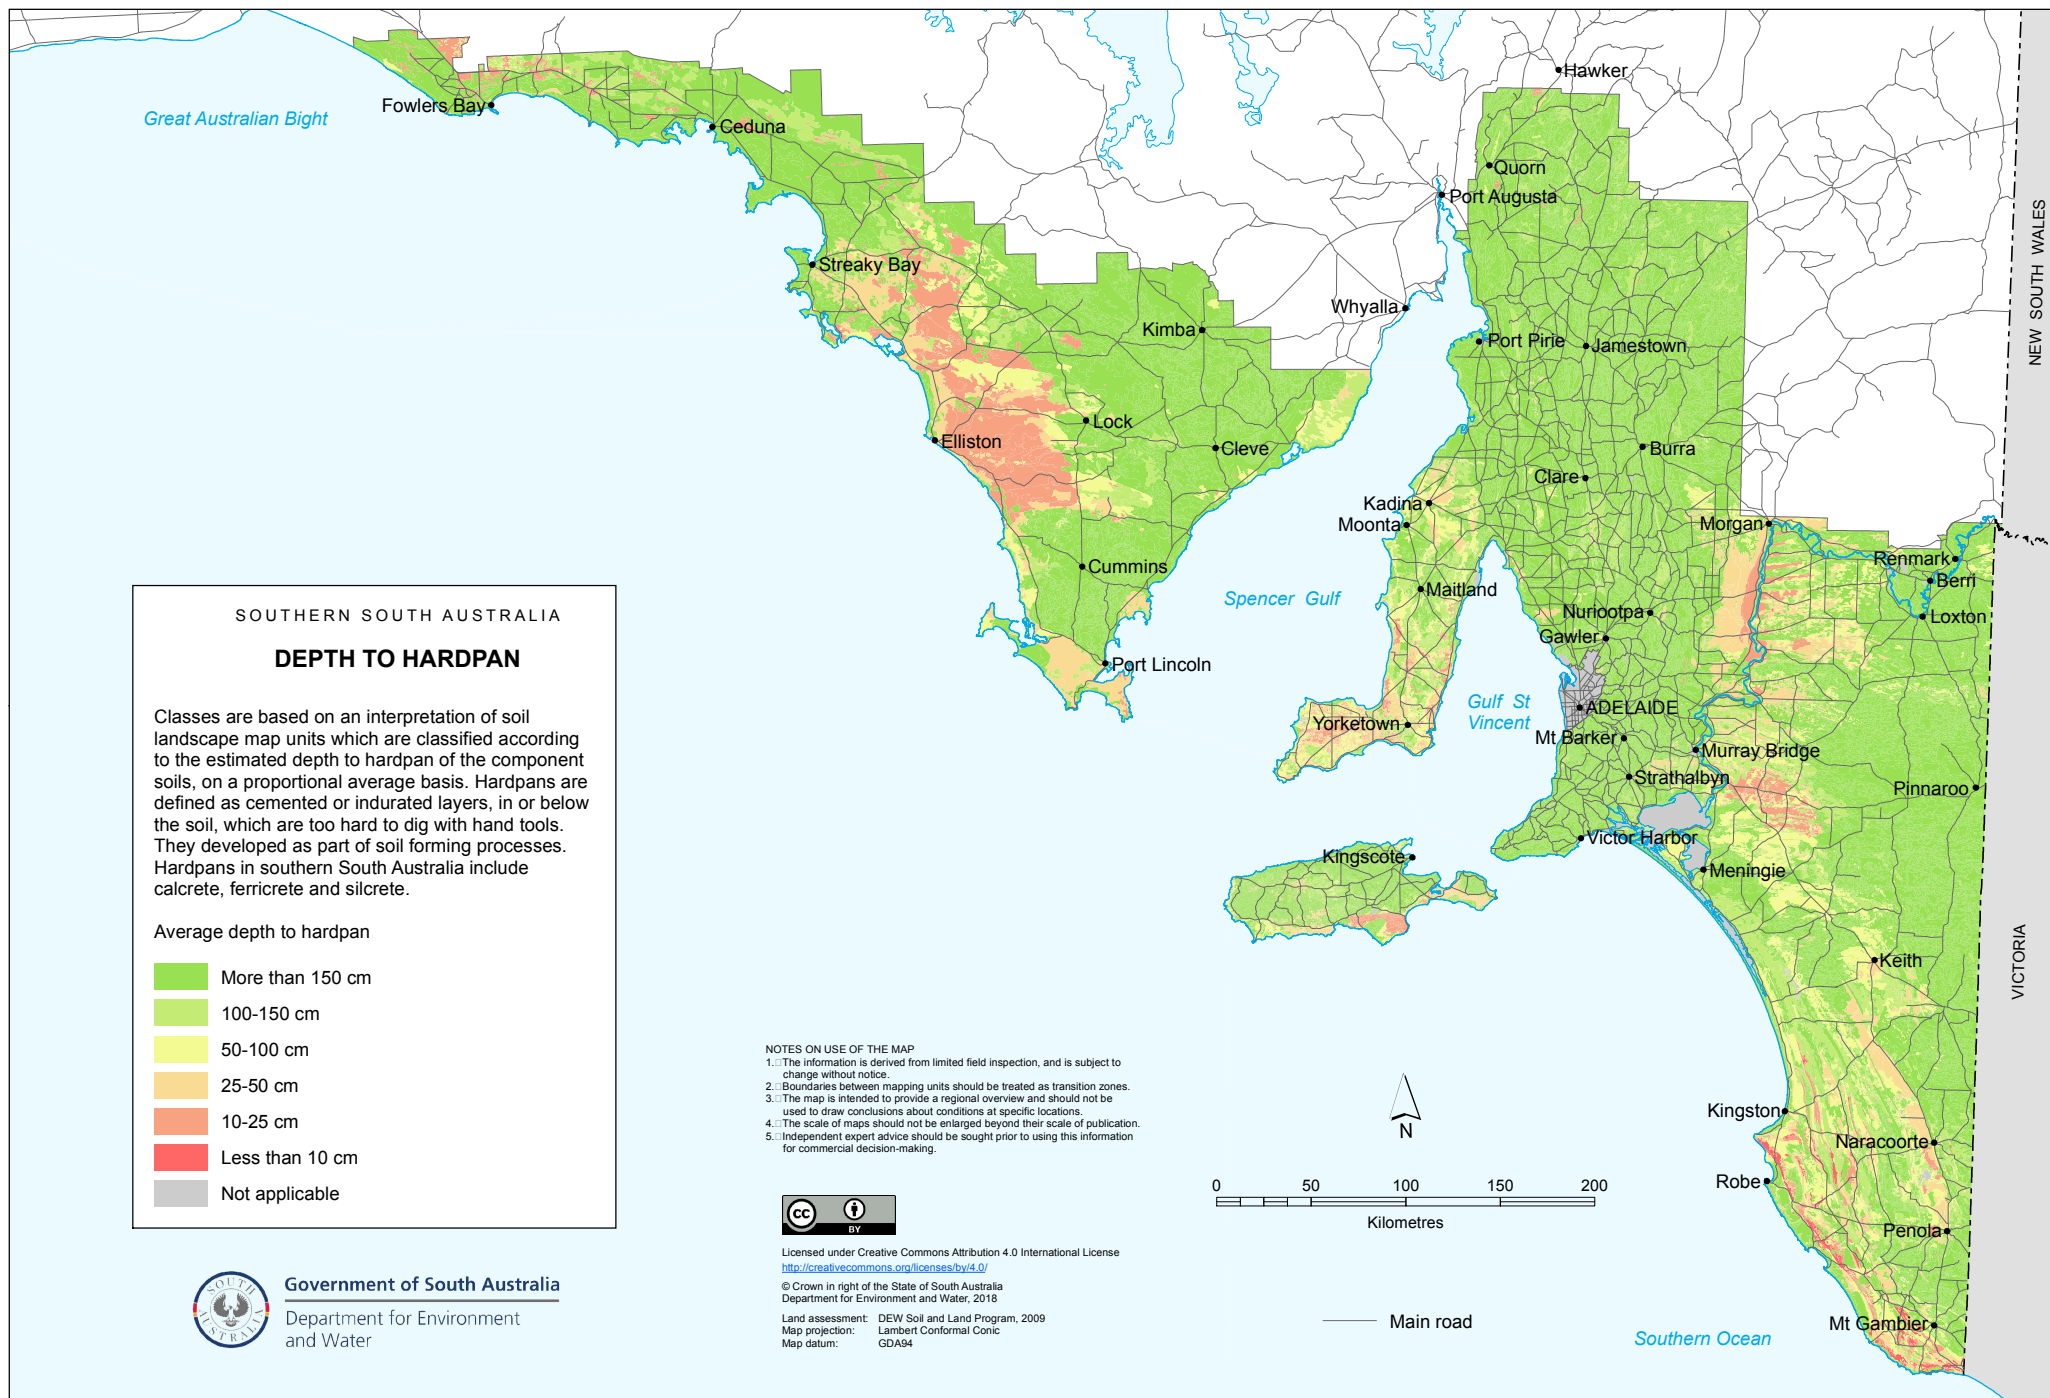 Hawker
Great Australian Bight
Fowlers Bay
Ceduna
Quorn
Port Augusta
NEW SOUTH WALES
Streaky Bay
Whyalla
Kimba
Port Pirie
Jamestown
Lock
Elliston
Cleve
Burra
Clare
Kadina
Moonta
Morgan
Renmark
Berri
Cummins
Maitland
Spencer Gulf
Nuriootpa
Loxton
Gawler
Port Lincoln
Gulf St
Vincent
ADELAIDE
Yorketown
Mt Barker
Murray Bridge
Strathalbyn
Pinnaroo
Victor Harbor
Kingscote
Meningie
Keith
VICTORIA
Kingston
Naracoorte
Robe
Penola
Mt Gambier
Southern Ocean
SOUTHERN SOUTH AUSTRALIA
DEPTH TO HARDPAN
Classes are based on an interpretation of soil
landscape map units which are classified according
to the estimated depth to hardpan of the component
soils, on a proportional average basis. Hardpans are
defined as cemented or indurated layers, in or below
the soil, which are too hard to dig with hand tools.
They developed as part of soil forming processes.
Hardpans in southern South Australia include
calcrete, ferricrete and silcrete.
Average depth to hardpan
More than 150 cm
100-150 cm
50-100 cm
25-50 cm
10-25 cm
Less than 10 cm
Not applicable
SOUTH AUSTRALIA
Government of South Australia
Department for Environment
and Water
NOTES ON USE OF THE MAP
1.□The information is derived from limited field inspection, and is subject to
change without notice.
2.□Boundaries between mapping units should be treated as transition zones.
3.□The map is intended to provide a regional overview and should not be
used to draw conclusions about conditions at specific locations.
4.□The scale of maps should not be enlarged beyond their scale of publication.
5.□Independent expert advice should be sought prior to using this information
for commercial decision-making.
cc
BY
Licensed under Creative Commons Attribution 4.0 International License
http://creativecommons.org/licenses/by/4.0/
© Crown in right of the State of South Australia
Department for Environment and Water, 2018
Land assessment: DEW Soil and Land Program, 2009
Map projection: Lambert Conformal Conic
Map datum: GDA94
N
0 50 100 150 200
Kilometres
Main road